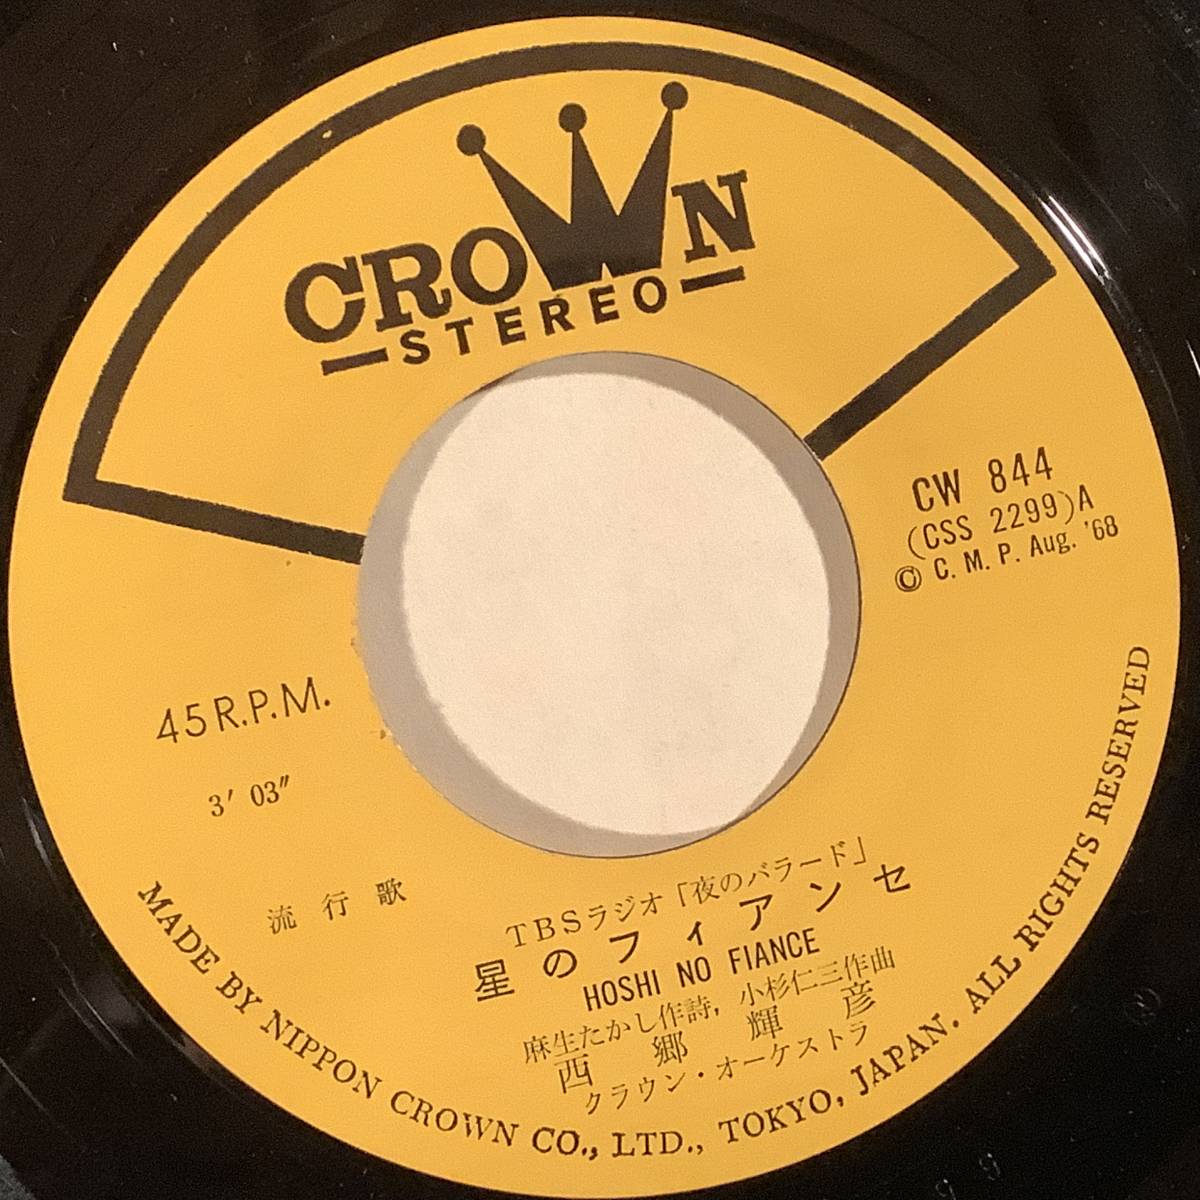 CROWN
STEREO
CW 844
(CSS 2299)A
© C. M. P. Aug. '68
45 R.P.M.
3′ 03″
流行歌
TBSラジオ「夜のバラード」
星のフィアンセ
HOSHI NO FIANCE
麻生たかし作詩, 小杉仁三作曲
西郷輝彦
クラウン・オーケストラ
MADE BY NIPPON CROWN CO., LTD., TOKYO, JAPAN. ALL RIGHTS RESERVED